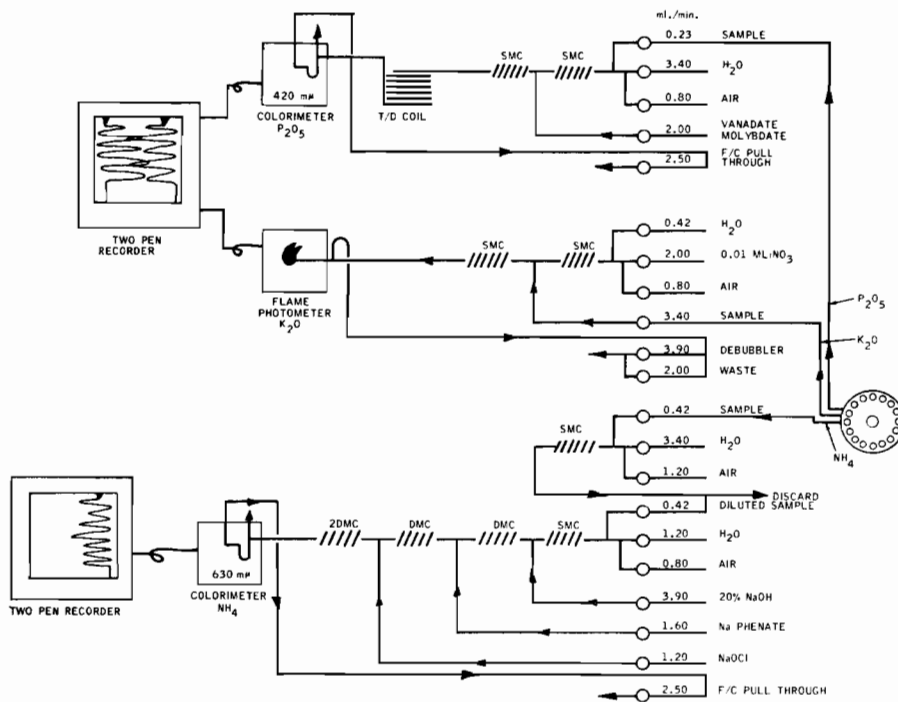 ml./min.
0.23 SAMPLE
3.40 H2O
0.80 AIR
2.00 VANADATE MOLYBDATE
2.50 F/C PULL THROUGH
SMC
SMC
T/D COIL
420 mμ
COLORIMETER
P2O5
TWO PEN
RECORDER
FLAME
PHOTOMETER
K2O
SMC
SMC
0.42 H2O
2.00 0.01 MLiNO3
0.80 AIR
3.40 SAMPLE
3.90 DEBUBBLER
2.00 WASTE
P2O5
K2O
NH4
0.42 SAMPLE
3.40 H2O
1.20 AIR
SMC
DISCARD
0.42 DILUTED SAMPLE
1.20 H2O
0.80 AIR
3.90 20% NaOH
1.60 Na PHENATE
1.20 NaOCl
2.50 F/C PULL THROUGH
2DMC
DMC
DMC
SMC
630 mμ
COLORIMETER
NH4
TWO PEN RECORDER